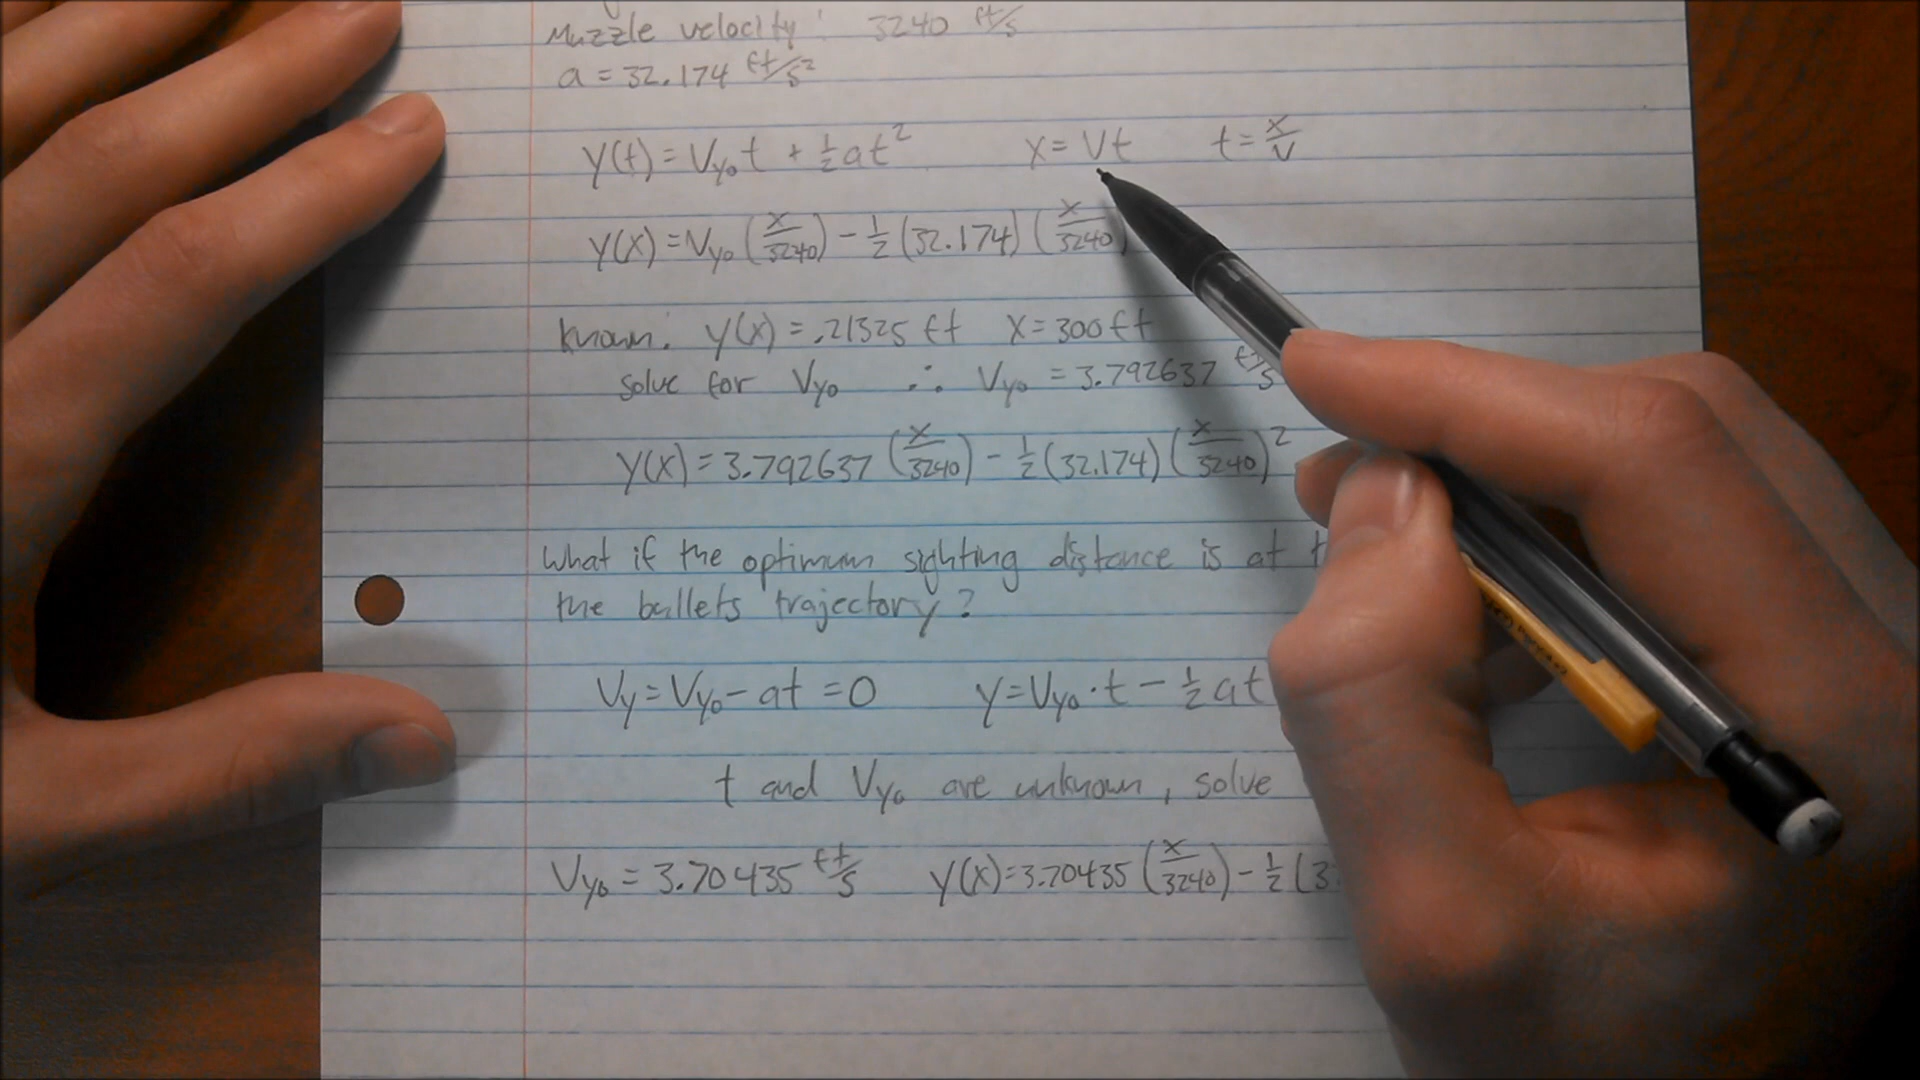 Muzzle velocity: 3240 ft/s
a = 32.174 ft/s²
y(t) = Vy₀t + ½at² x = Vt t = x/V
y(x) = Vy₀(x/3240) - ½(32.174)(x/3240)
known: y(x) = .21325 ft x = 300 ft
solve for Vy₀ ∴ Vy₀ = 3.792637 ft/s
y(x) = 3.792637(x/3240) - ½(32.174)(x/3240)²
What if the optimum sighting distance is at
the bullets trajectory?
Vy = Vy₀ - at = 0 y = Vy₀·t - ½at
t and Vy₀ are unknown, solve
Vy₀ = 3.70435 ft/s y(x) = 3.70435(x/3240) - ½(3